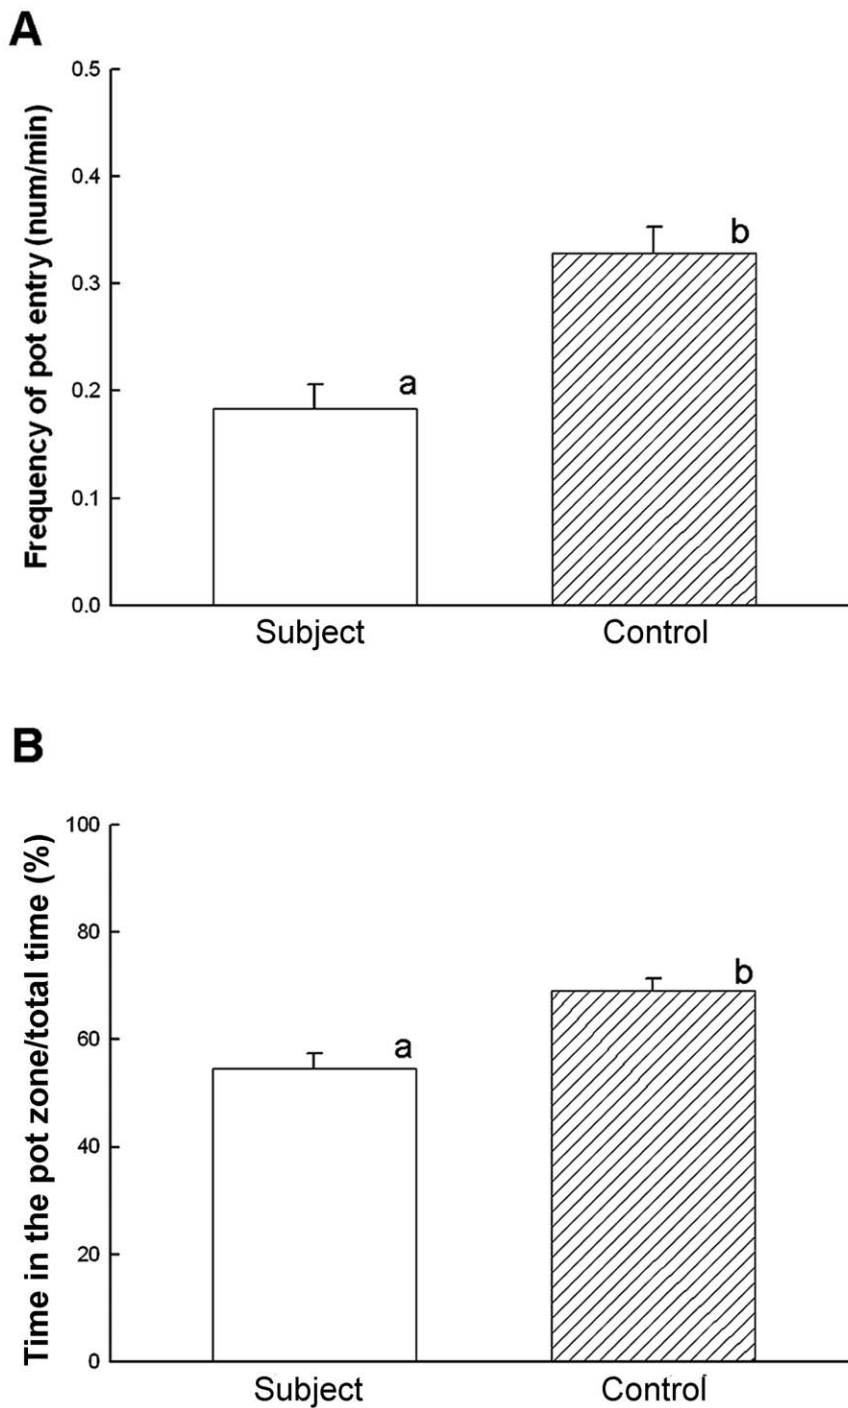 A
Frequency of pot entry (num/min)
0.5
0.4
0.3
0.2
0.1
0.0
a
b
Subject
Control
B
Time in the pot zone/total time (%)
100
80
60
40
20
0
a
b
Subject
Control